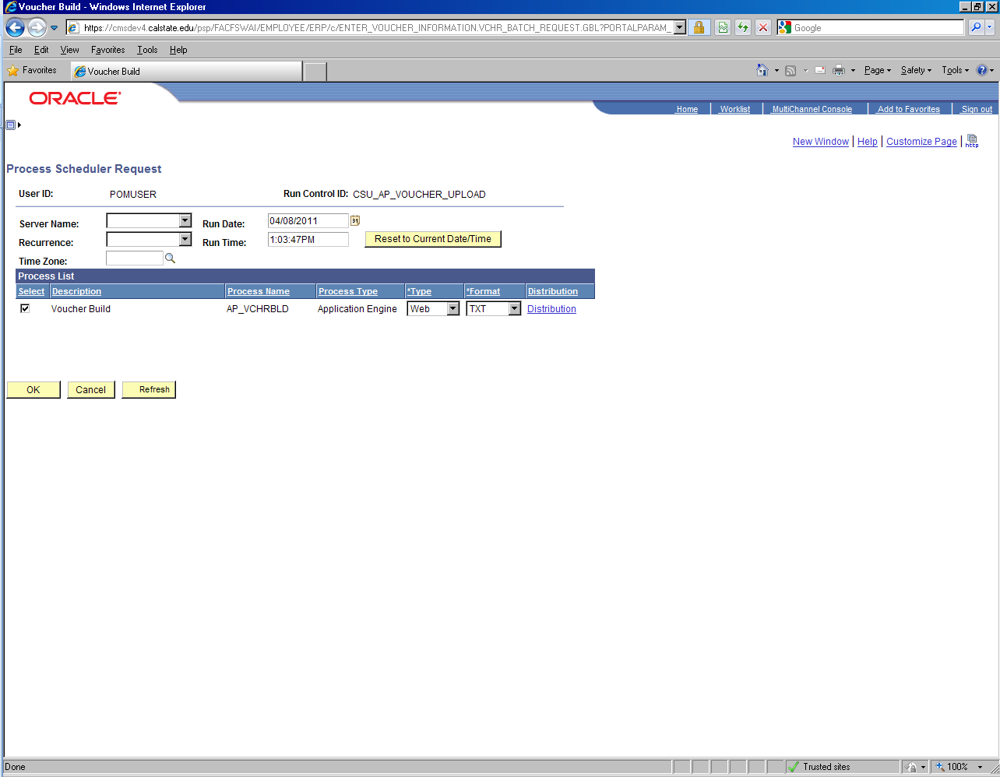 Voucher Build - Windows Internet Explorer
https://cmsdev4.calstate.edu/psp/FACFSWAI/EMPLOYEE/ERP/c/ENTER_VOUCHER_INFORMATION.VCHR_BATCH_REQUEST.GBL?PORTALPARAM_ Google
File Edit View Favorites Tools Help
Favorites Voucher Build Page Safety Tools
ORACLE
Home Worklist MultiChannel Console Add to Favorites Sign out
New Window | Help | Customize Page | http
Process Scheduler Request
User ID: POMUSER Run Control ID: CSU_AP_VOUCHER_UPLOAD
Server Name: Run Date: 04/08/2011 31
Recurrence: Run Time: 1:03:47PM Reset to Current Date/Time
Time Zone:
Process List
Select Description Process Name Process Type *Type *Format Distribution
Voucher Build AP_VCHRBLD Application Engine Web TXT Distribution
OK Cancel Refresh
Done Trusted sites 100%